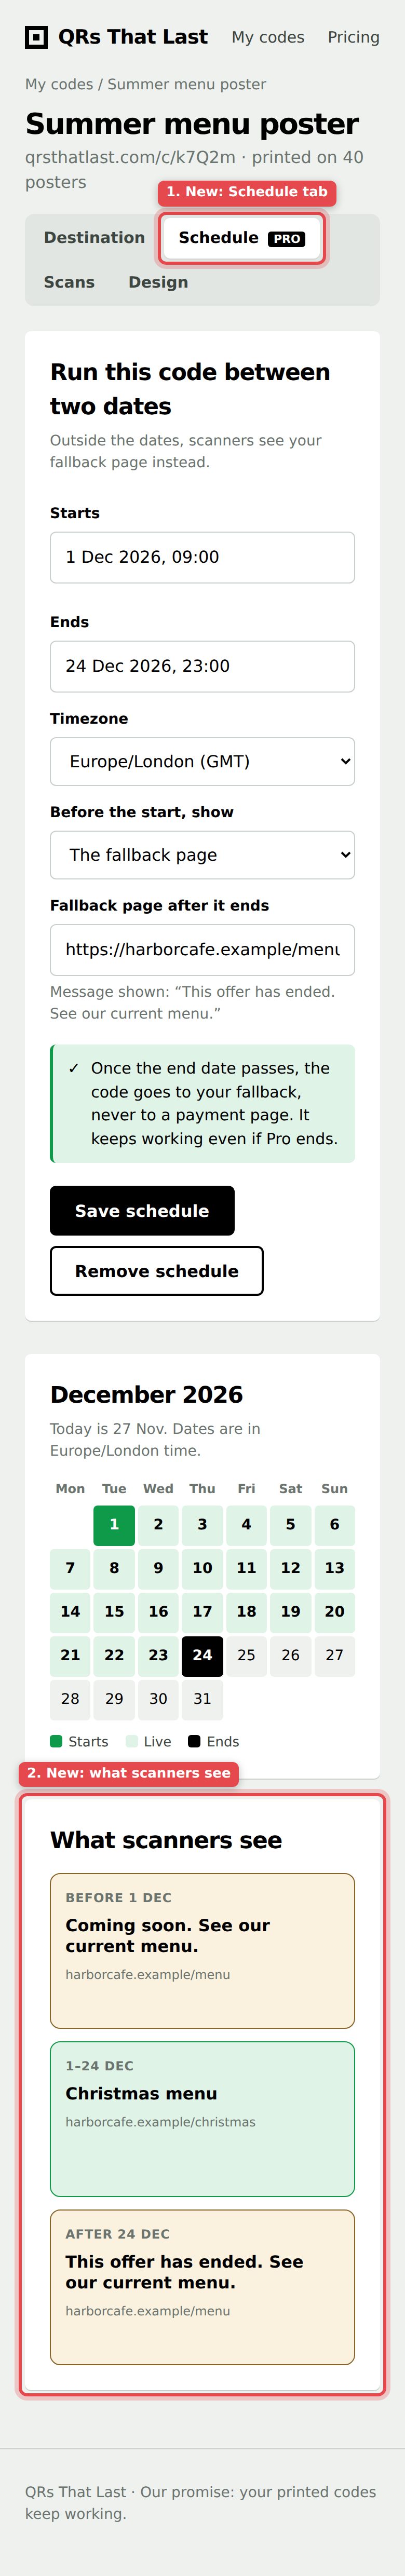 QRs That Last My codes Pricing
My codes / Summer menu poster
Summer menu poster
qrsthatlast.com/c/k7Q2m · printed on 40
posters
1. New: Schedule tab
Destination Schedule PRO
Scans Design
Run this code between
two dates
Outside the dates, scanners see your
fallback page instead.
Starts
1 Dec 2026, 09:00
Ends
24 Dec 2026, 23:00
Timezone
Europe/London (GMT)
Before the start, show
The fallback page
Fallback page after it ends
https://harborcafe.example/menu
Message shown: “This offer has ended.
See our current menu.”
✓ Once the end date passes, the
code goes to your fallback,
never to a payment page. It
keeps working even if Pro ends.
Save schedule
Remove schedule
December 2026
Today is 27 Nov. Dates are in
Europe/London time.
Mon Tue Wed Thu Fri Sat Sun
1 2 3 4 5 6
7 8 9 10 11 12 13
14 15 16 17 18 19 20
21 22 23 24 25 26 27
28 29 30 31
Starts Live Ends
2. New: what scanners see
What scanners see
BEFORE 1 DEC
Coming soon. See our
current menu.
harborcafe.example/menu
1–24 DEC
Christmas menu
harborcafe.example/christmas
AFTER 24 DEC
This offer has ended. See
our current menu.
harborcafe.example/menu
QRs That Last · Our promise: your printed codes
keep working.